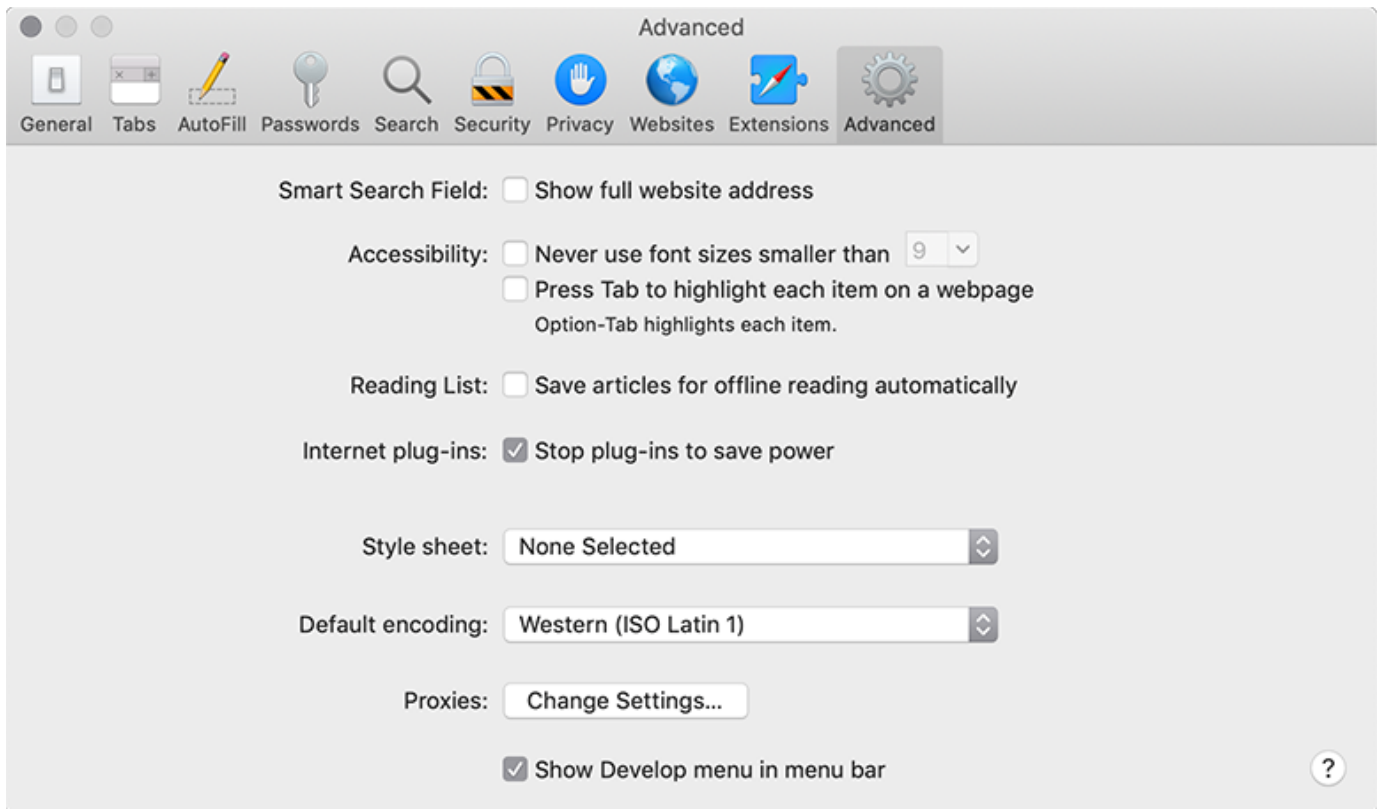 Advanced
General Tabs AutoFill Passwords Search Security Privacy Websites Extensions Advanced
Smart Search Field: Show full website address
Accessibility: Never use font sizes smaller than 9
Press Tab to highlight each item on a webpage
Option-Tab highlights each item.
Reading List: Save articles for offline reading automatically
Internet plug-ins: Stop plug-ins to save power
Style sheet: None Selected
Default encoding: Western (ISO Latin 1)
Proxies: Change Settings...
Show Develop menu in menu bar
?